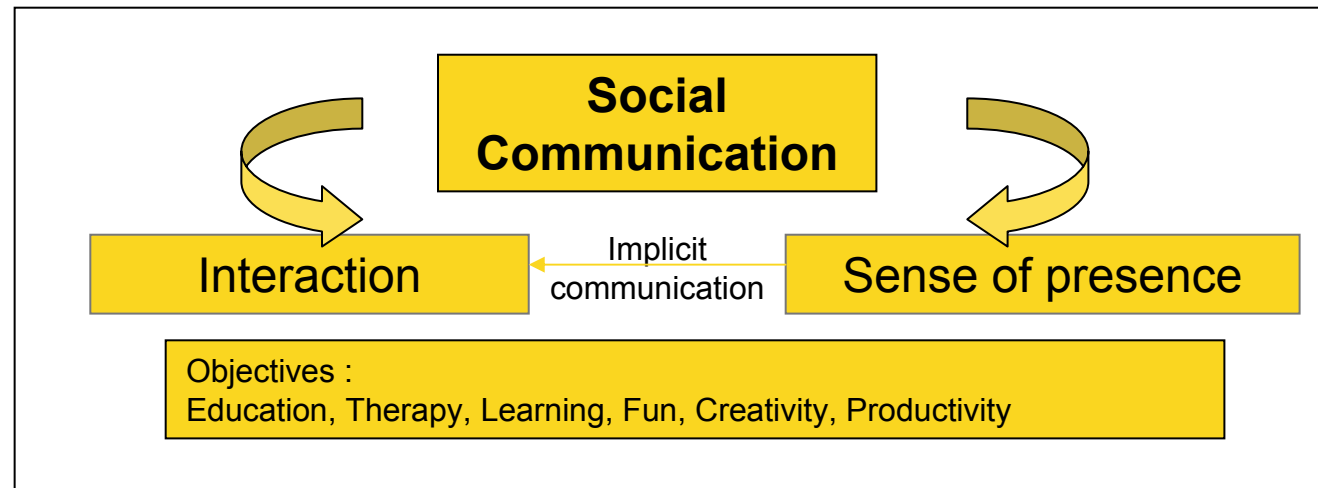 Social
Communication
Interaction
Implicit
communication
Sense of presence
Objectives :
Education, Therapy, Learning, Fun, Creativity, Productivity